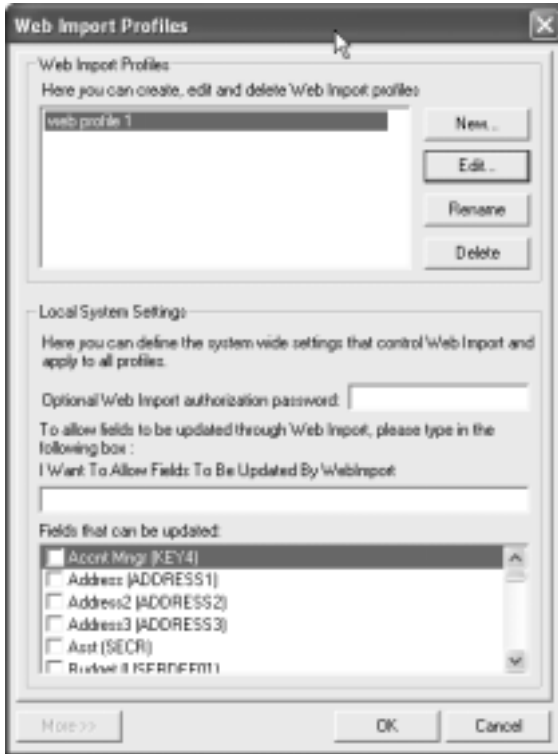 Web Import Profiles
Web Import Profiles
Here you can create, edit and delete Web Import profiles
web profile 1
New...
Edit...
Rename
Delete
Local System Settings
Here you can define the system wide settings that control Web Import and
apply to all profiles.
Optional Web Import authorization password:
To allow fields to be updated through Web Import, please type in the
following box :
I Want To Allow Fields To Be Updated By WebImport
Fields that can be updated:
Accnt Mngr (KEY4)
Address (ADDRESS1)
Address2 (ADDRESS2)
Address3 (ADDRESS3)
Asst (SECR)
Budget (USERDEF01)
More >>
OK
Cancel